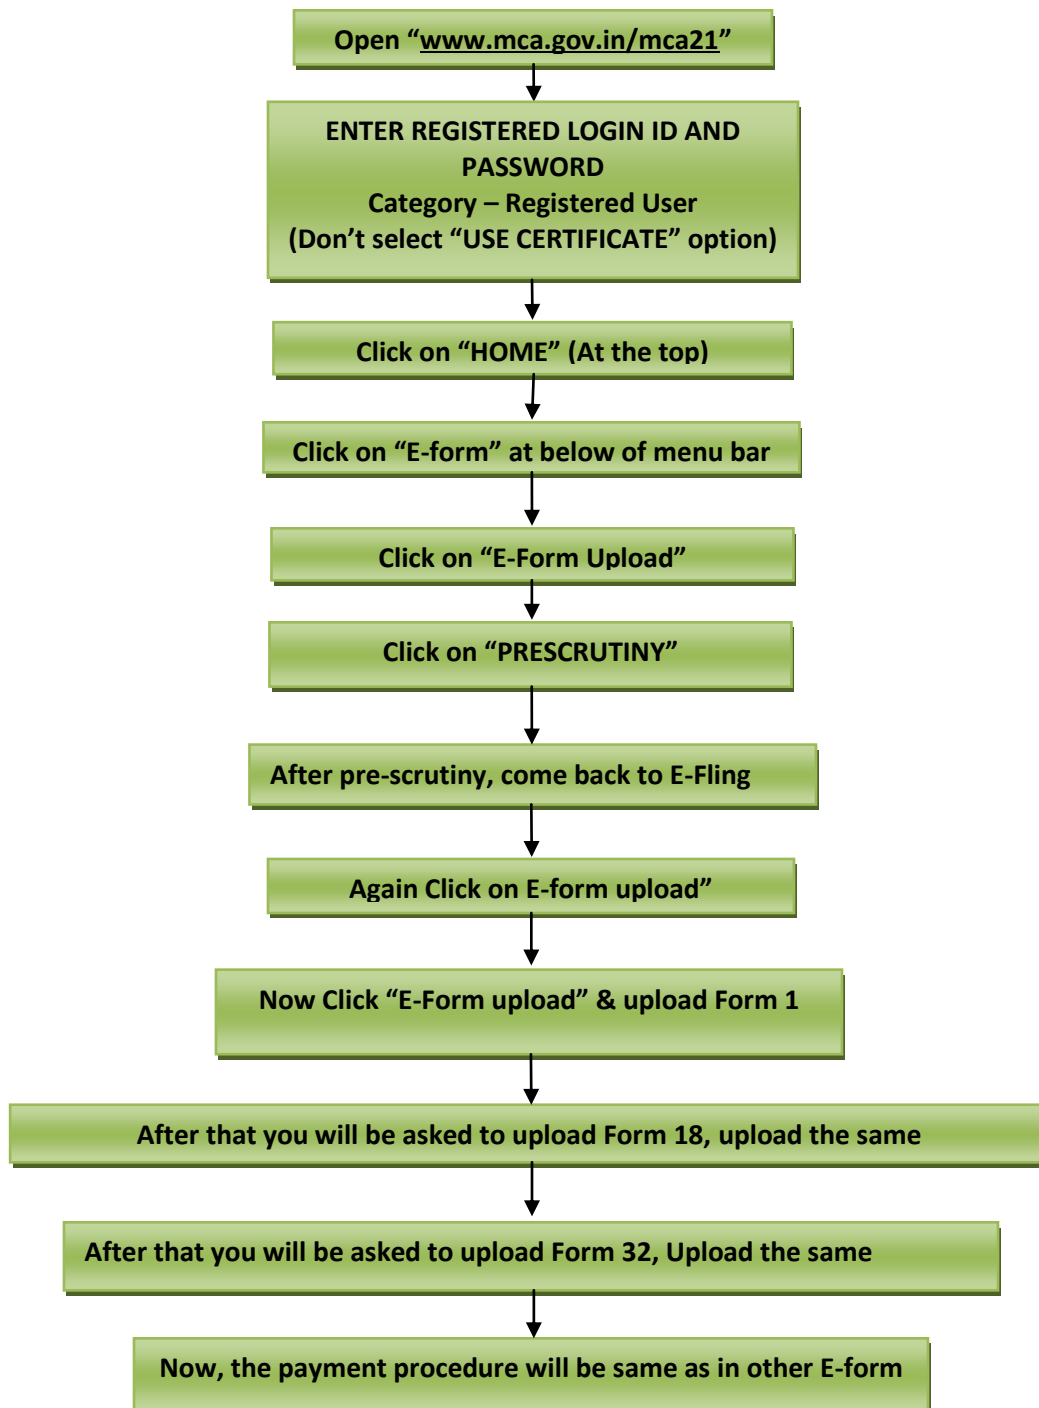 Open “www.mca.gov.in/mca21”
ENTER REGISTERED LOGIN ID AND
PASSWORD
Category – Registered User
(Don’t select “USE CERTIFICATE” option)
Click on “HOME” (At the top)
Click on “E-form” at below of menu bar
Click on “E-Form Upload”
Click on “PRESCRUTINY”
After pre-scrutiny, come back to E-Fling
Again Click on E-form upload”
Now Click “E-Form upload” & upload Form 1
After that you will be asked to upload Form 18, upload the same
After that you will be asked to upload Form 32, Upload the same
Now, the payment procedure will be same as in other E-form